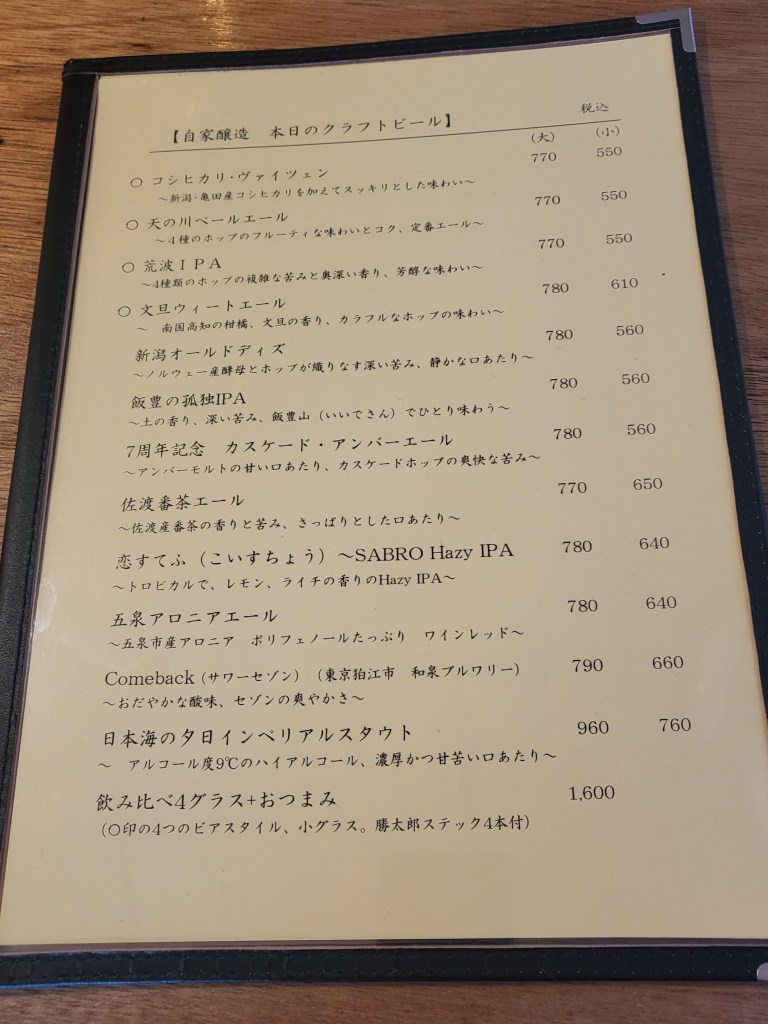 【自家醸造　本日のクラフトビール】
税込
(大) (小)
○ コシヒカリ･ヴァイツェン 770 550
～新潟･亀田産コシヒカリを加えてスッキリとした味わい～
○ 天の川ペールエール 770 550
～４種のホップのフルーティな味わいとコク、定番エール～
○ 荒波ＩＰＡ 770 550
～4種類のホップの複雑な苦みと奥深い香り、芳醇な味わい～
○ 文旦ウィートエール 780 610
～　南国高知の柑橘、文旦の香り、カラフルなホップの味わい～
新潟オールドディズ 780 560
～ノルウェー産酵母とホップが織りなす深い苦み、静かな口あたり～
飯豊の孤独IPA 780 560
～土の香り、深い苦み、飯豊山（いいでさん）でひとり味わう～
7周年記念　カスケード・アンバーエール 780 560
～アンバーモルトの甘い口あたり、カスケードホップの爽快な苦み～
佐渡番茶エール 770 650
～佐渡産番茶の香りと苦み、さっぱりとした口あたり～
恋すてふ（こいすちょう）～SABRO Hazy IPA 780 640
～トロピカルで、レモン、ライチの香りのHazy IPA～
五泉アロニアエール 780 640
～五泉市産アロニア　ポリフェノールたっぷり　ワインレッド～
Comeback（サワーセゾン）（東京狛江市　和泉ブルワリー） 790 660
～おだやかな酸味、セゾンの爽やかさ～
日本海の夕日インペリアルスタウト 960 760
～　アルコール度9℃のハイアルコール、濃厚かつ甘苦い口あたり～
飲み比べ4グラス+おつまみ 1,600
（○印の4つのビアスタイル、小グラス。勝太郎ステック4本付）